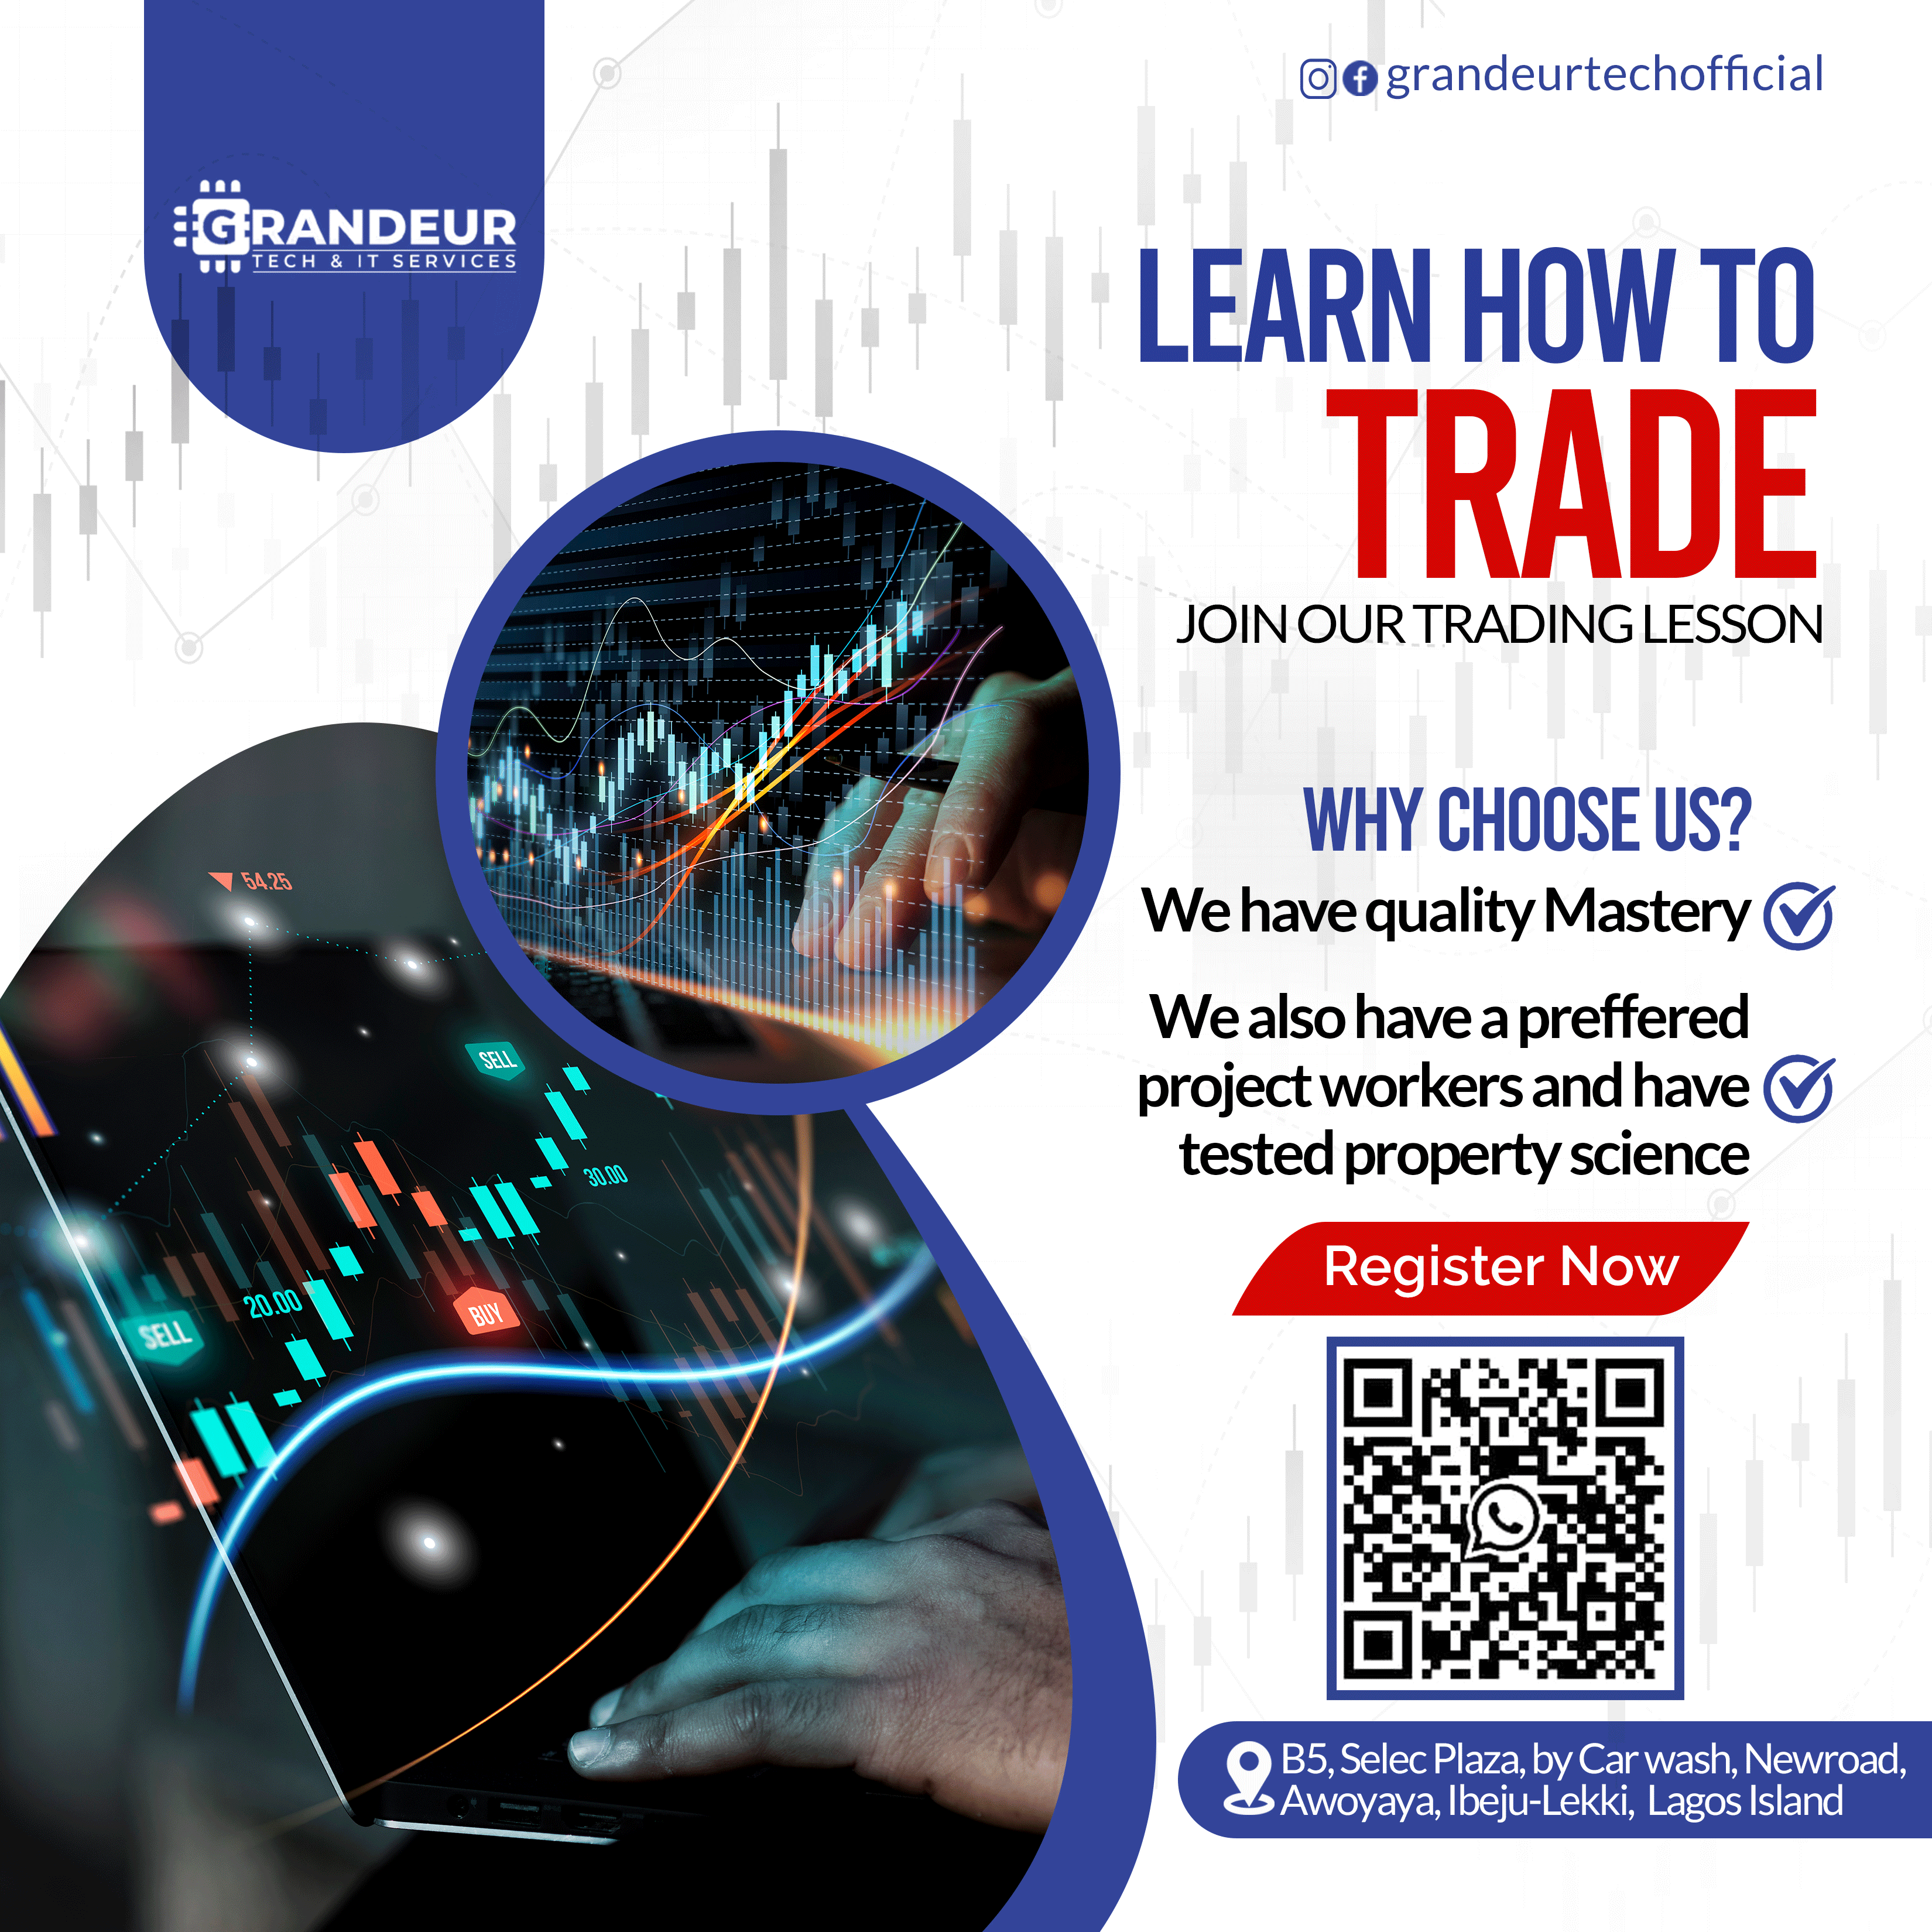 grandeurtechofficial
GRANDEUR
TECH & IT SERVICES
LEARN HOW TO
TRADE
JOIN OUR TRADING LESSON
WHY CHOOSE US?
We have quality Mastery
We also have a preffered
project workers and have
tested property science
Register Now
54.25
SELL
30.00
20.00
SELL
BUY
B5, Selec Plaza, by Car wash, Newroad,
Awoyaya, Ibeju-Lekki, Lagos Island